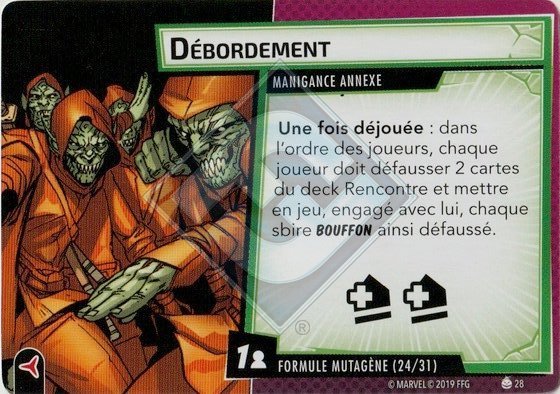 DÉBORDEMENT
MANIGANCE ANNEXE
Une fois déjouée : dans
l'ordre des joueurs, chaque
joueur doit défausser 2 cartes
du deck Rencontre et mettre
en jeu, engagé avec lui, chaque
sbire BOUFFON ainsi défaussé.
1
FORMULE MUTAGÈNE (24/31)
© MARVEL © 2019 FFG 28